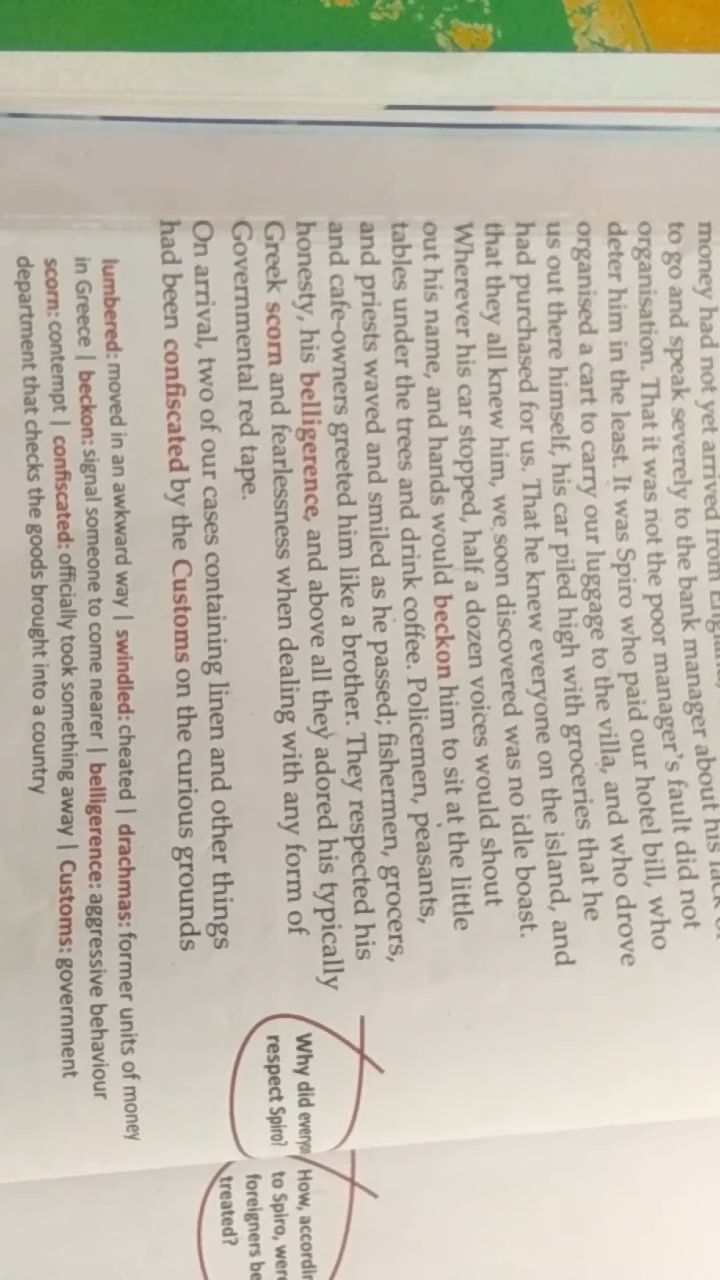 money had not yet arrived from
to go and speak severely to the bank manager about his lack
organisation. That it was not the poor manager's fault did not
deter him in the least. It was Spiro who paid our hotel bill, who
organised a cart to carry our luggage to the villa, and who drove
us out there himself, his car piled high with groceries that he
had purchased for us. That he knew everyone on the island, and
that they all knew him, we soon discovered was no idle boast.
Wherever his car stopped, half a dozen voices would shout
out his name, and hands would beckon him to sit at the little
tables under the trees and drink coffee. Policemen, peasants,
and priests waved and smiled as he passed; fishermen, grocers,
and cafe-owners greeted him like a brother. They respected his
honesty, his belligerence, and above all they adored his typically
Greek scorn and fearlessness when dealing with any form of
Governmental red tape.
On arrival, two of our cases containing linen and other things
had been confiscated by the Customs on the curious grounds
lumbered: moved in an awkward way | swindled: cheated | drachmas: former units of money
in Greece | beckon: signal someone to come nearer | belligerence: aggressive behaviour
scorn: contempt | confiscated: officially took something away | Customs: government
department that checks the goods brought into a country
Why did
respect Spiro?
How,
to Spiro, were
foreigners be
treated?